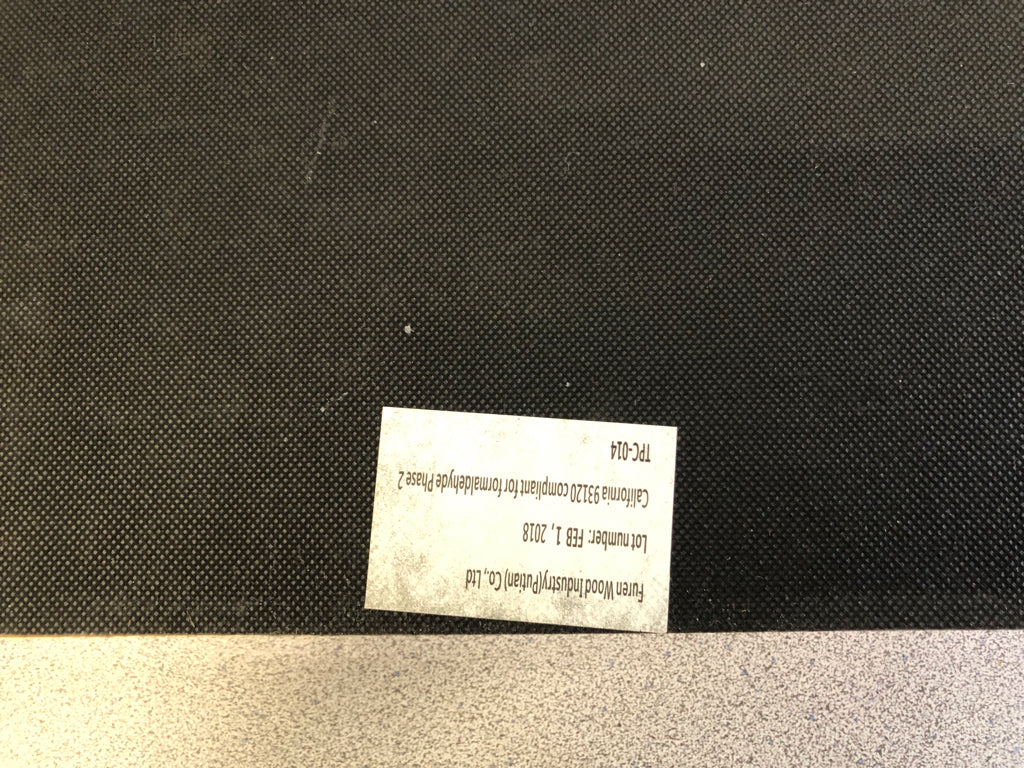 Furen Wood Industry(Putian) Co., Ltd
Lot number: FEB 1, 2018
California 93120 compliant for formaldehyde Phase 2
TPC-014